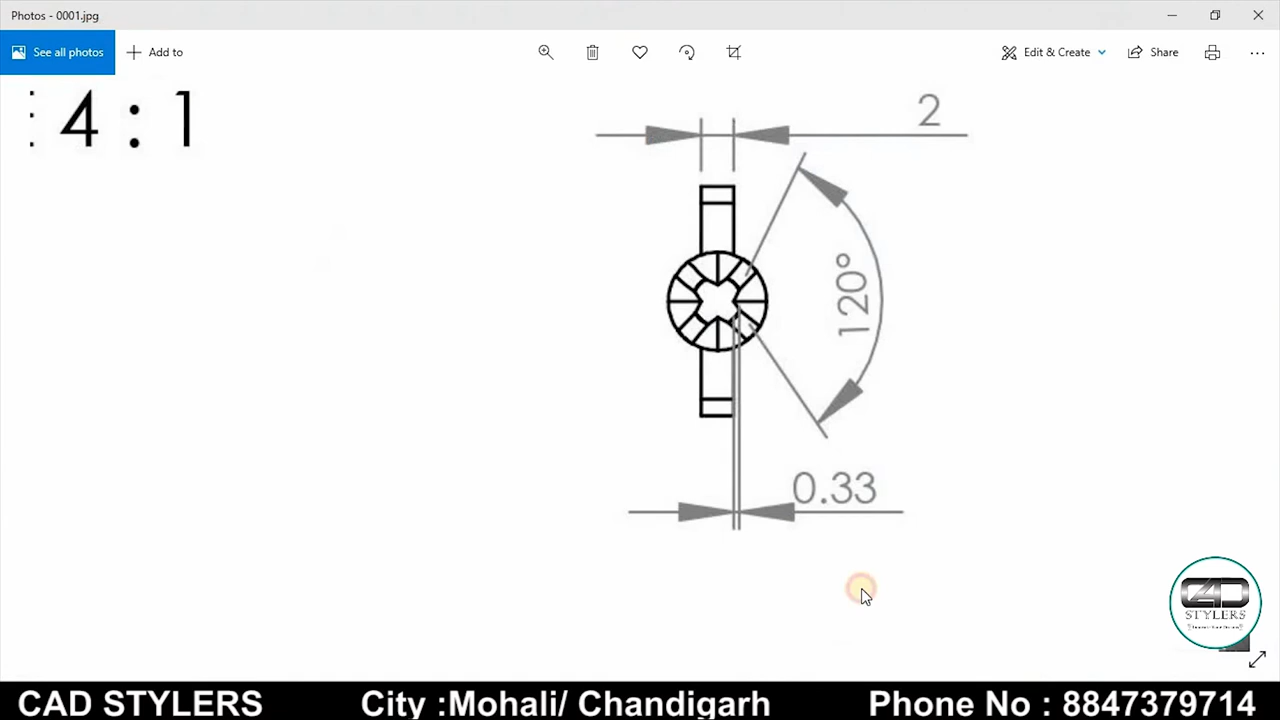 Photos - 0001.jpg
See all photos
Add to
Edit & Create
Share
4 : 1
2
120°
0.33
CAD
STYLERS
CAD STYLERS City :Mohali/ Chandigarh Phone No : 8847379714